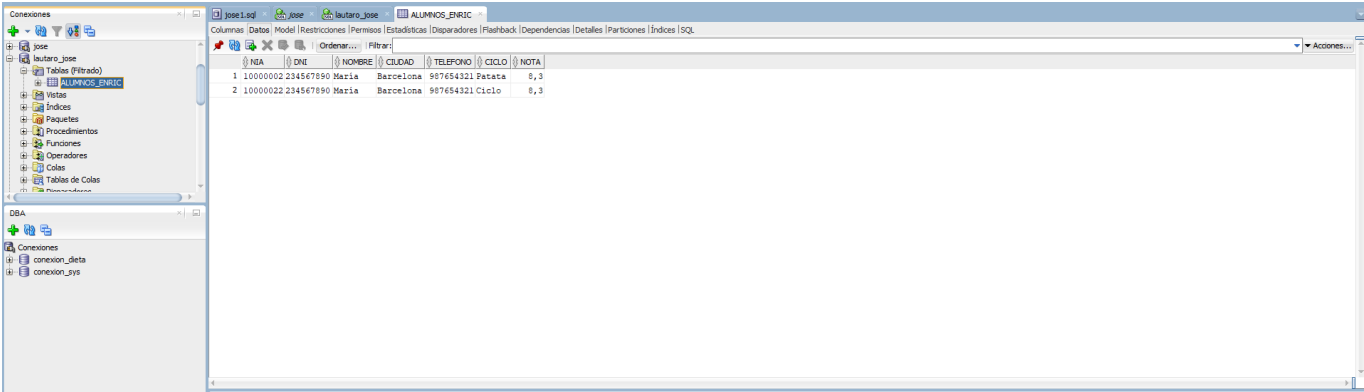 Conexiones
jose
lautaro_jose
Tablas (Filtrado)
ALUMNOS_ENRIC
Vistas
Índices
Paquetes
Procedimientos
Funciones
Operadores
Colas
Tablas de Colas
Disparadores
DBA
Conexiones
conexion_dieta
conexion_sys
jose1.sql jose lautaro_jose ALUMNOS_ENRIC
Columnas Datos Model Restricciones Permisos Estadísticas Disparadores Flashback Dependencias Detalles Particiones Índices SQL
Ordenar... Filtrar: Acciones...
NIA DNI NOMBRE CIUDAD TELEFONO CICLO NOTA
1 10000002 234567890 María Barcelona 987654321 Patata 8,3
2 10000022 234567890 María Barcelona 987654321 Ciclo 8,3